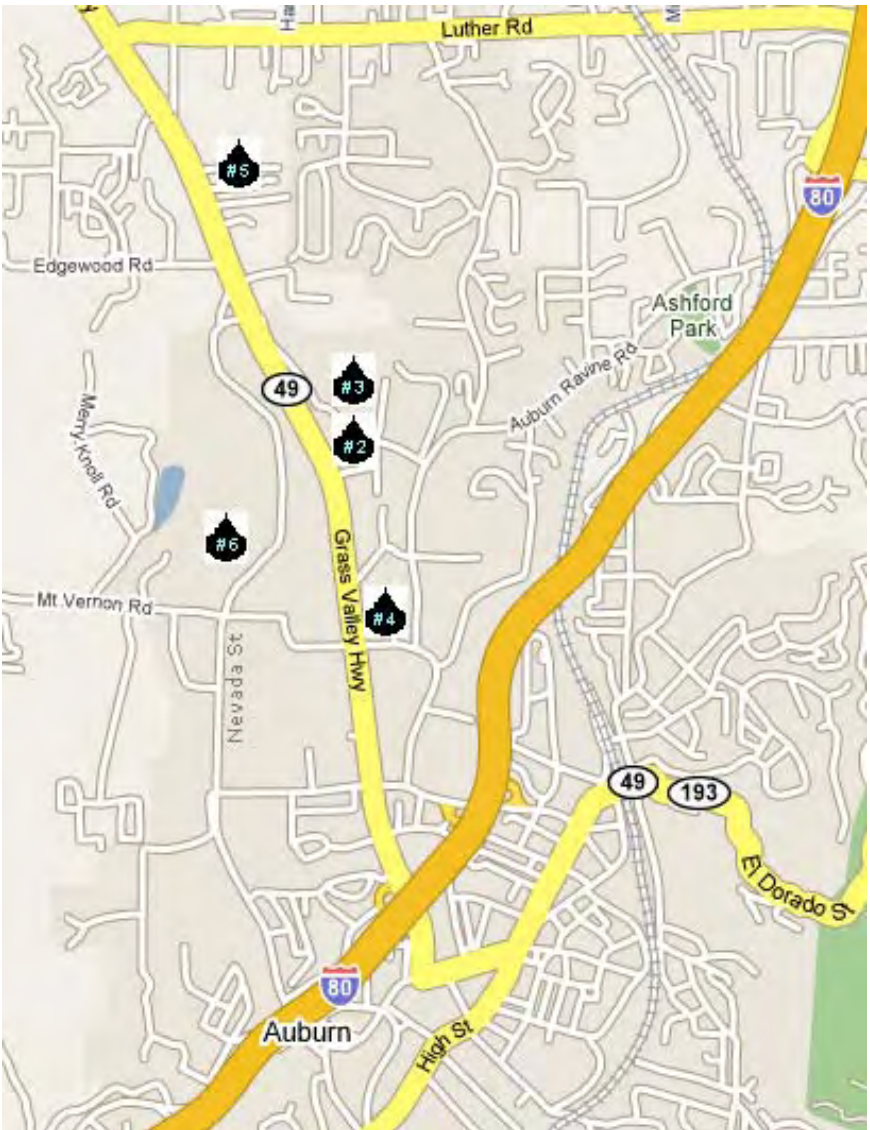 Luther Rd
#5
80
Edgewood Rd
Ashford
Park
#3
49
Auburn Ravine Rd
#2
Merry Knoll Rd
#6
Grass Valley Hwy
Mt Vernon Rd
#4
Nevada St
49
193
El Dorado St
80
Auburn
High St